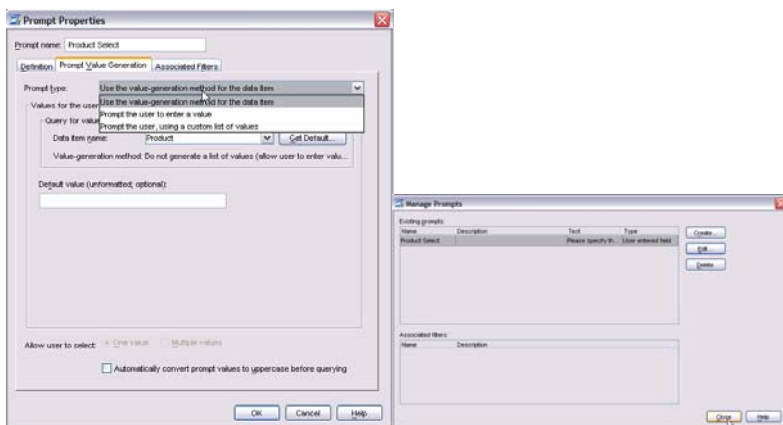 Prompt Properties
Prompt name: Product Select
Definition Prompt Value Generation Associated Filters
Prompt type: Use the value-generation method for the data item
Use the value-generation method for the data item
Prompt the user to enter a value
Prompt the user, using a custom list of values
Values for the user
Query for value
Data item name: Product Get Default...
Value-generation method: Do not generate a list of values (allow user to enter valu...
Default value (unformatted; optional):
Allow user to select: One value Multiple values
Automatically convert prompt values to uppercase before querying
OK Cancel Help
Manage Prompts
Existing prompts:
Name Description Text Type
Product Select Please specify th... User entered field
Create...
Edit
Delete
Associated filters:
Name Description
Close Help